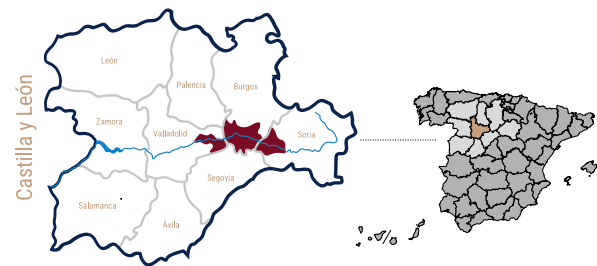 Castilla y León
León
Palencia
Burgos
Zamora
Valladolid
Soria
Segovia
Salamanca
Ávila